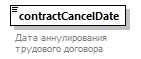 contractCancelDate
Дата аннулирования
трудового договора